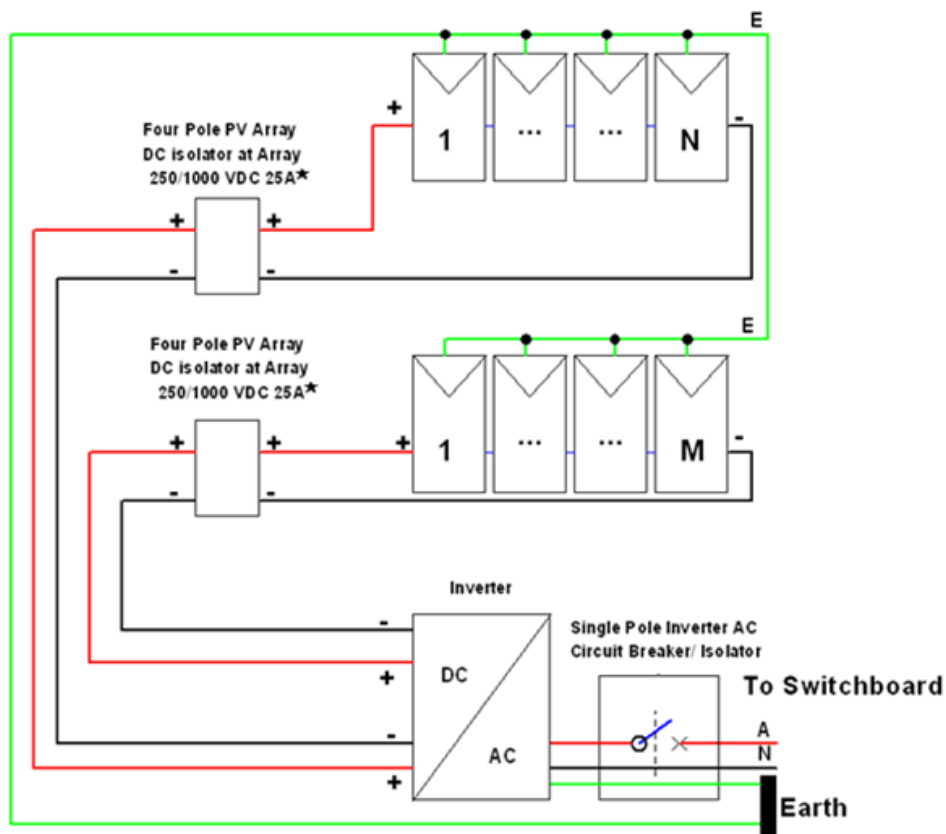 E
+
1
...
...
N
-
Four Pole PV Array
DC isolator at Array
250/1000 VDC 25A★
+ +
- -
E
Four Pole PV Array
DC isolator at Array
250/1000 VDC 25A★
+ + +
1
...
...
M
-
- -
Inverter
-
DC
+
-
AC
+
Single Pole Inverter AC
Circuit Breaker/ Isolator
To Switchboard
A
N
Earth